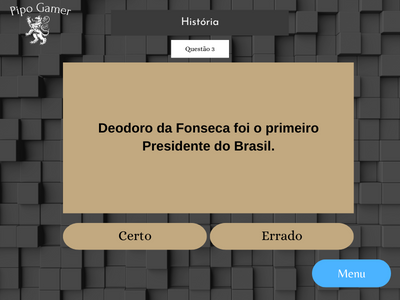 Pipo Gamer
História
Questão 3
Deodoro da Fonseca foi o primeiro
Presidente do Brasil.
Certo
Errado
Menu